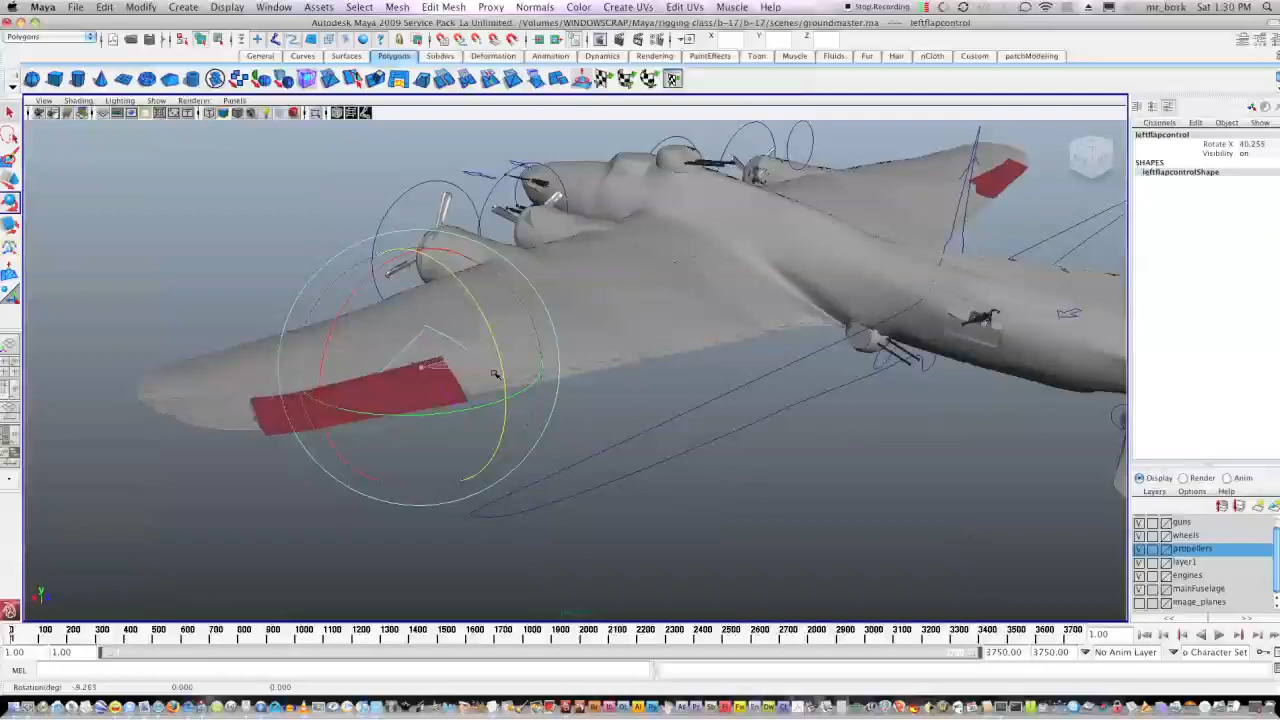 Maya File Edit Modify Create Display Window Assets Select Mesh Edit Mesh Proxy Normals Color Create UVs Edit UVs Muscle Help Stop Recording mr_bork Sat 1:30 PM
Autodesk Maya 2009 Service Pack 1a Unlimited: /Volumes/WINDOWSCRAP/Maya/rigging class/b-17/b-17/scenes/groundmaster.ma --- leftflapcontrol
Polygons X Y Z
General Curves Surfaces Polygons Subdivs Deformation Animation Dynamics Rendering PaintEffects Toon Muscle Fluids Fur Hair nCloth Custom patchModeling
View Shading Lighting Show Renderer Panels
Channels Edit Object Show
leftflapcontrol
Rotate X 40.255
Visibility on
SHAPES
leftflapcontrolShape
Display Render Anim
Layers Options Help
V guns
V wheels
V propellers
V layer1
V engines
V mainFuselage
image_planes
<< >>
y
100 200 300 400 500 600 700 800 900 1000 1100 1200 1300 1400 1500 1600 1700 1800 1900 2000 2100 2200 2300 2400 2500 2600 2700 2800 2900 3000 3100 3200 3300 3400 3500 3600 3700 1.00
1.00 1.00 3750.00 3750.00 No Anim Layer o Character Set
MEL
Rotation(deg) -9.263 0.000 0.000